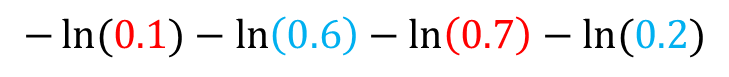 − ln(0.1) − ln(0.6) − ln(0.7) − ln(0.2)